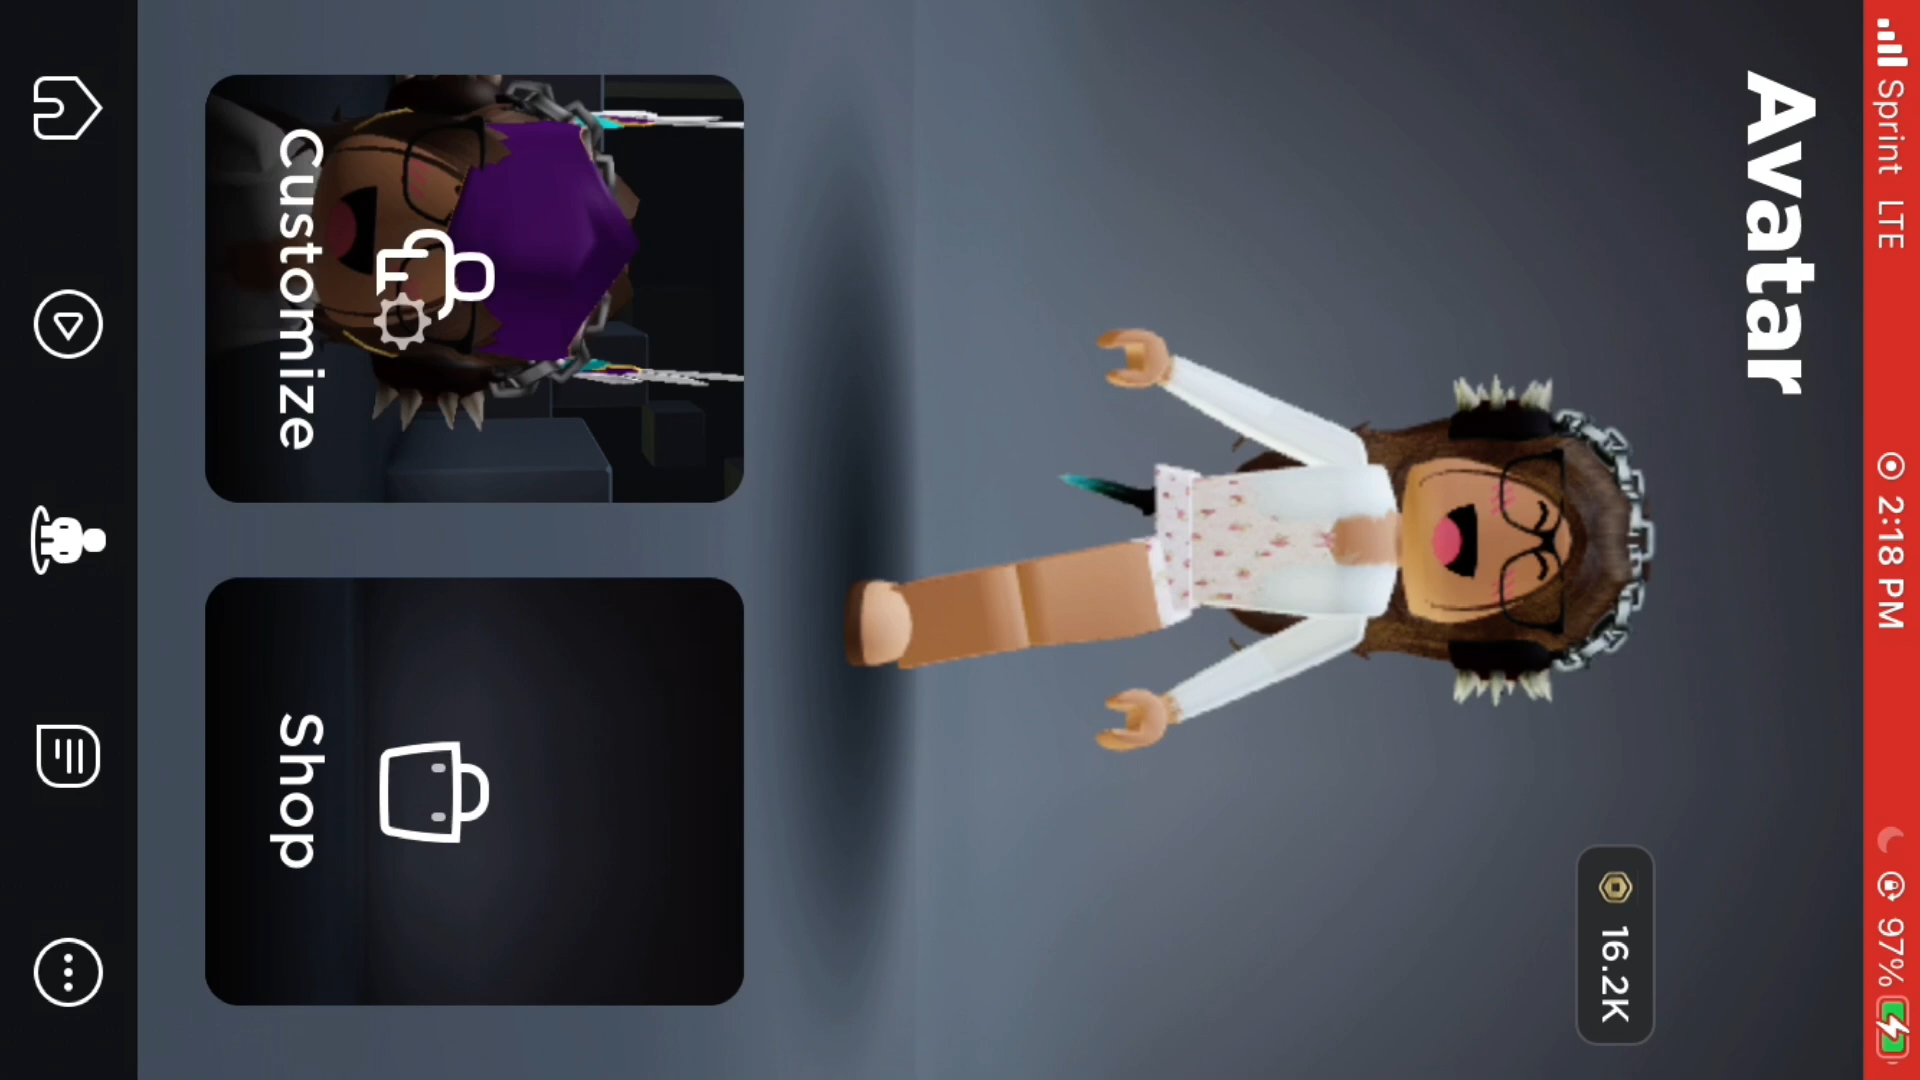 Sprint LTE 2:18 PM 97%
Avatar
16.2K
Customize
Shop